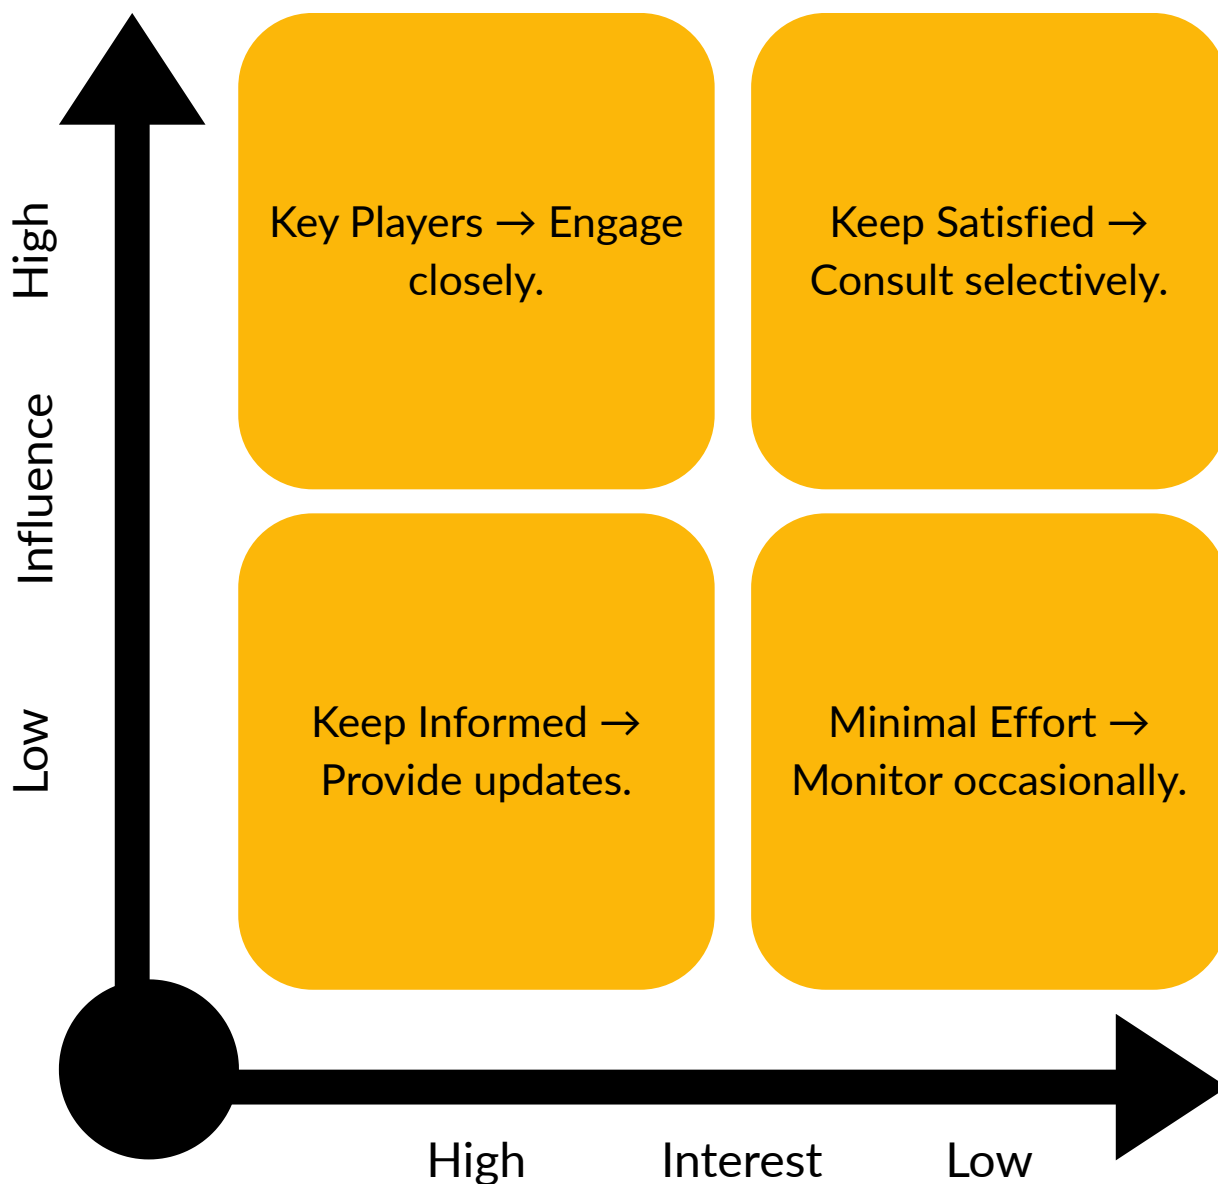 High
Influence
Low
Key Players → Engage
closely.
Keep Satisfied →
Consult selectively.
Keep Informed →
Provide updates.
Minimal Effort →
Monitor occasionally.
High
Interest
Low